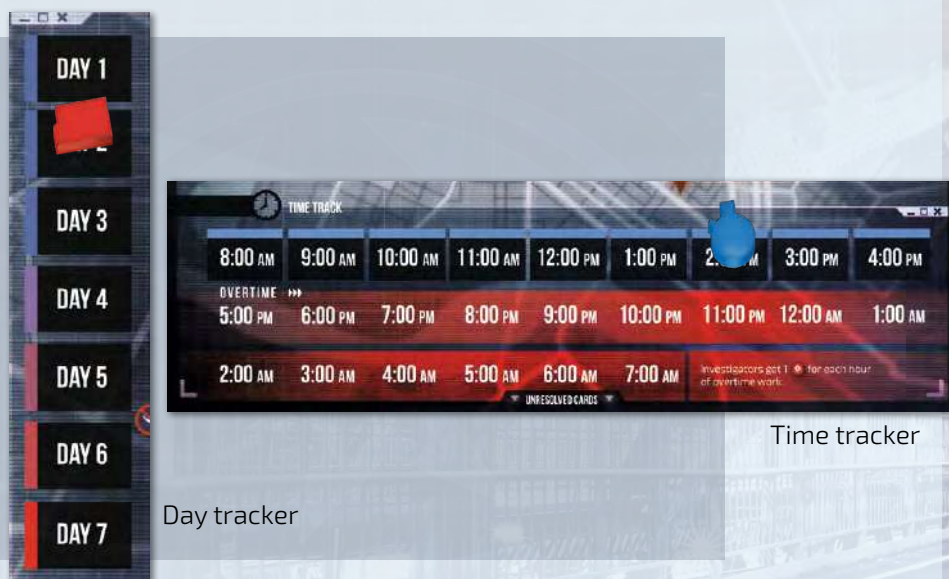 DAY 1
DAY 3
DAY 4
DAY 5
DAY 6
DAY 7
Day tracker
TIME TRACK
8:00 AM 9:00 AM 10:00 AM 11:00 AM 12:00 PM 1:00 PM 3:00 PM 4:00 PM
OVERTIME
5:00 PM 6:00 PM 7:00 PM 8:00 PM 9:00 PM 10:00 PM 11:00 PM 12:00 AM 1:00 AM
2:00 AM 3:00 AM 4:00 AM 5:00 AM 6:00 AM 7:00 AM
Investigators get 1 for each hour
of overtime work.
UNRESOLVED CARDS
Time tracker